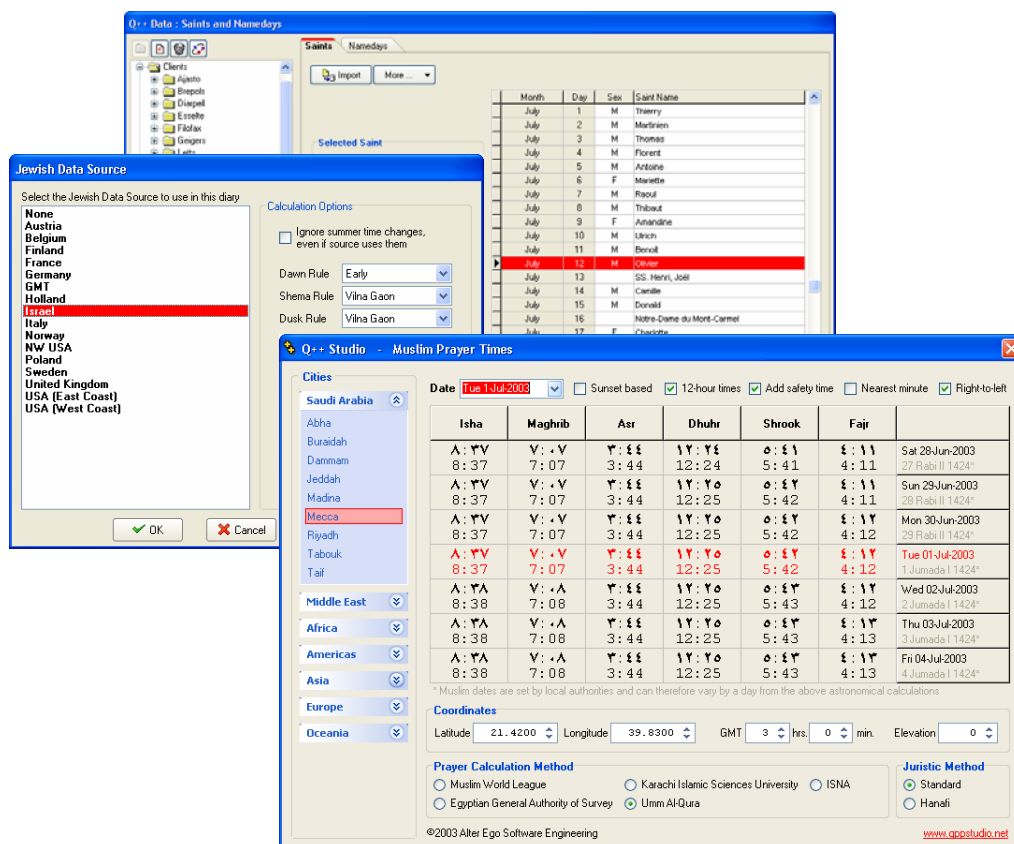 Q++ Data : Saints and Namedays
Saints Namedays
Clients
Ajasto
Brepols
Diarpell
Esselte
Filofax
Geigers
Import More ...
Selected Saint
Month Day Sex Saint Name
July 1 M Thierry
July 2 M Martinien
July 3 M Thomas
July 4 M Florent
July 5 M Antoine
July 6 F Mariette
July 7 M Raoul
July 8 M Thibaut
July 9 F Amandine
July 10 M Ulrich
July 11 M Benoît
July 12 M Olivier
July 13 SS. Henri, Joël
July 14 M Camille
July 15 M Donald
July 16 Notre-Dame du Mont-Carmel
July 17 F Charlotte
Jewish Data Source
Select the Jewish Data Source to use in this diary
None
Austria
Belgium
Finland
France
Germany
GMT
Holland
Israel
Italy
Norway
NW USA
Poland
Sweden
United Kingdom
USA (East Coast)
USA (West Coast)
Calculation Options
Ignore summer time changes,
even if source uses them
Dawn Rule Early
Shema Rule Vilna Gaon
Dusk Rule Vilna Gaon
OK Cancel
Q++ Studio - Muslim Prayer Times
Cities
Saudi Arabia
Abha
Buraidah
Dammam
Jeddah
Madina
Mecca
Riyadh
Tabouk
Taif
Middle East
Africa
Americas
Asia
Europe
Oceania
Date Tue 1-Jul-2003 Sunset based 12-hour times Add safety time Nearest minute Right-to-left
Isha Maghrib Asr Dhuhr Shrook Fajr
٨:٣٧ ٧:٠٧ ٣:٤٤ ١٢:٢٤ ٥:٤١ ٤:١١ Sat 28-Jun-2003
8:37 7:07 3:44 12:24 5:41 4:11 27 Rabi II 1424*
٨:٣٧ ٧:٠٧ ٣:٤٤ ١٢:٢٥ ٥:٤٢ ٤:١١ Sun 29-Jun-2003
8:37 7:07 3:44 12:25 5:42 4:11 28 Rabi II 1424*
٨:٣٧ ٧:٠٧ ٣:٤٤ ١٢:٢٥ ٥:٤٢ ٤:١٢ Mon 30-Jun-2003
8:37 7:07 3:44 12:25 5:42 4:12 29 Rabi II 1424*
٨:٣٧ ٧:٠٧ ٣:٤٤ ١٢:٢٥ ٥:٤٢ ٤:١٢ Tue 01-Jul-2003
8:37 7:07 3:44 12:25 5:42 4:12 1 Jumada I 1424*
٨:٣٨ ٧:٠٨ ٣:٤٤ ١٢:٢٥ ٥:٤٣ ٤:١٢ Wed 02-Jul-2003
8:38 7:08 3:44 12:25 5:43 4:12 2 Jumada I 1424*
٨:٣٨ ٧:٠٨ ٣:٤٤ ١٢:٢٥ ٥:٤٣ ٤:١٣ Thu 03-Jul-2003
8:38 7:08 3:44 12:25 5:43 4:13 3 Jumada I 1424*
٨:٣٨ ٧:٠٨ ٣:٤٤ ١٢:٢٥ ٥:٤٣ ٤:١٣ Fri 04-Jul-2003
8:38 7:08 3:44 12:25 5:43 4:13 4 Jumada I 1424*
* Muslim dates are set by local authorities and can therefore vary by a day from the above astronomical calculations
Coordinates
Latitude 21.4200 Longitude 39.8300 GMT 3 hrs. 0 min. Elevation 0
Prayer Calculation Method
Muslim World League Karachi Islamic Sciences University ISNA
Egyptian General Authority of Survey Umm Al-Qura
Juristic Method
Standard
Hanafi
©2003 Alter Ego Software Engineering www.qppstudio.net